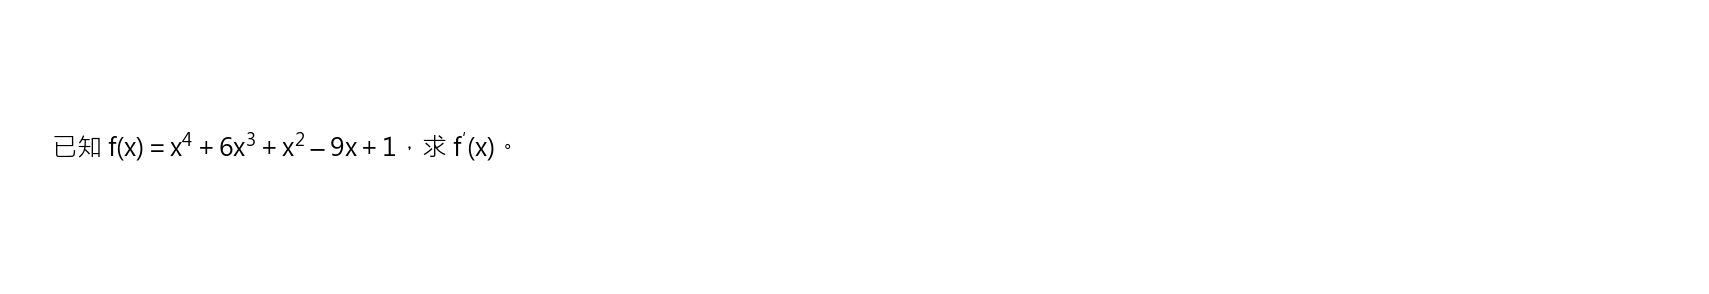 已知 f(x) = x⁴ + 6x³ + x² – 9x + 1，求 f′(x)。